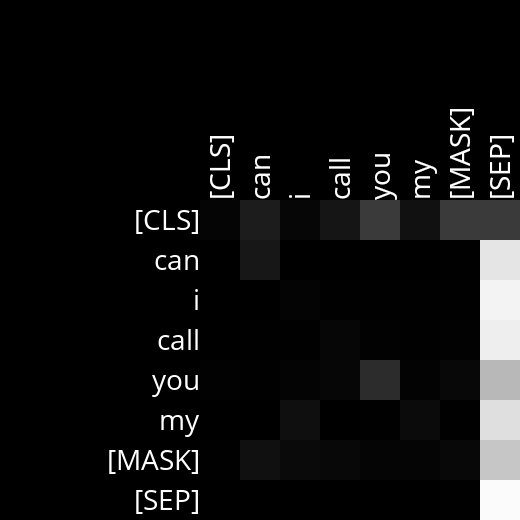 [CLS] can i call you my [MASK] [SEP]
[CLS]
can
i
call
you
my
[MASK]
[SEP]